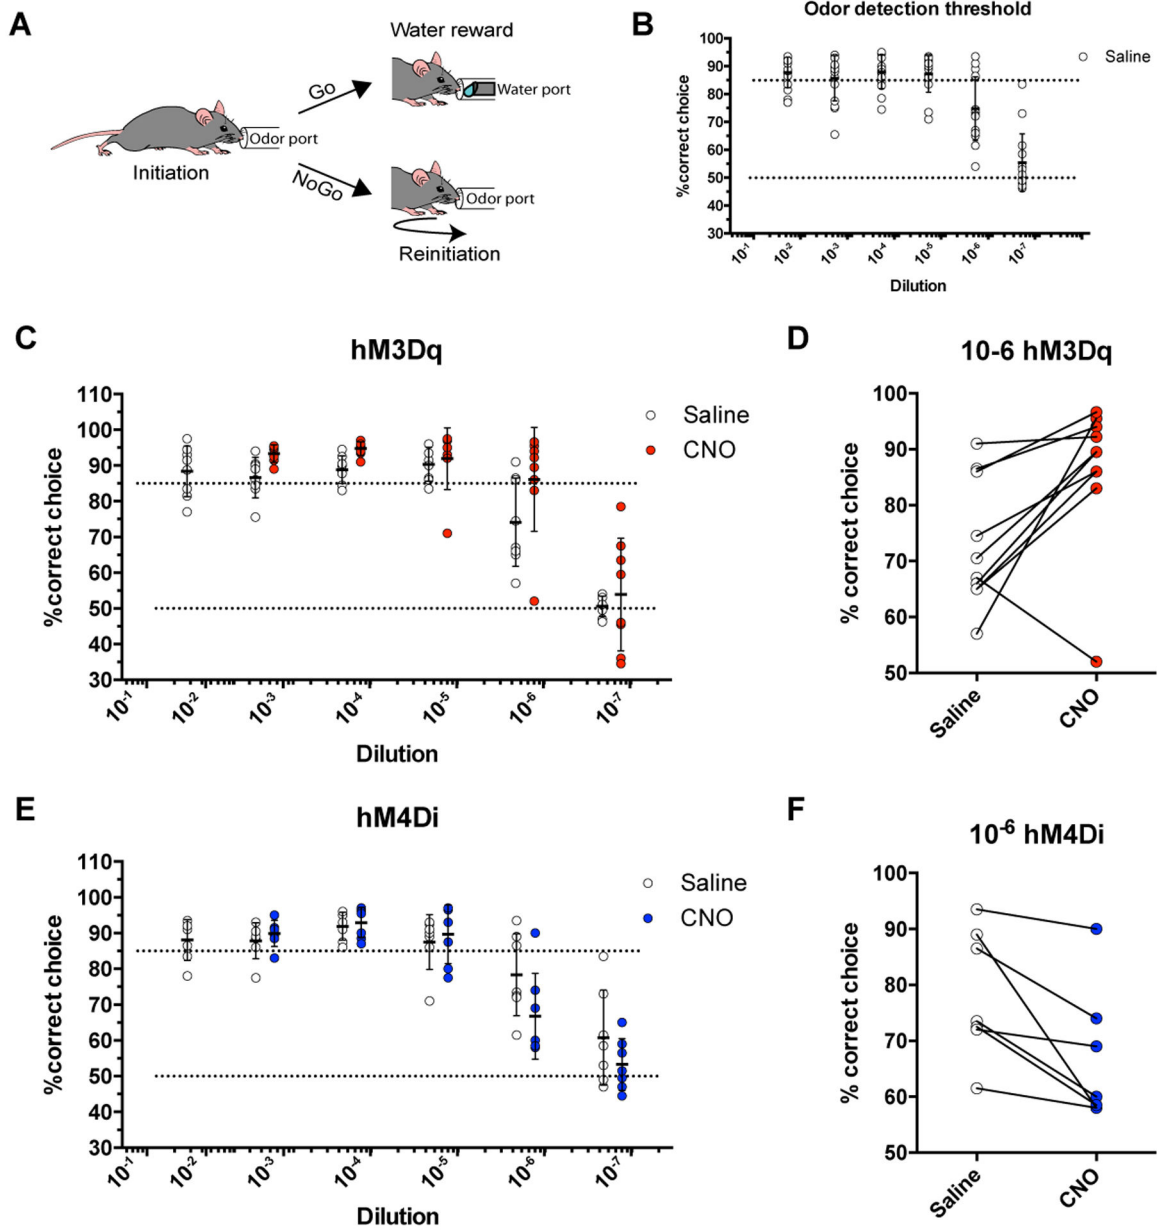 A
Water reward
Go
Water port
Odor port
Initiation
NoGo
Odor port
Reinitiation
B
Odor detection threshold
Saline
%correct choice
100
90
80
70
60
50
40
30
10-1
10-2
10-3
10-4
10-5
10-6
10-7
Dilution
C
hM3Dq
Saline
CNO
%correct choice
110
100
90
80
70
60
50
40
30
10-1
10-2
10-3
10-4
10-5
10-6
10-7
Dilution
D
10-6 hM3Dq
% correct choice
100
90
80
70
60
50
Saline
CNO
E
hM4Di
Saline
CNO
%correct choice
110
100
90
80
70
60
50
40
30
10-1
10-2
10-3
10-4
10-5
10-6
10-7
Dilution
F
10-6 hM4Di
% correct choice
100
90
80
70
60
50
Saline
CNO